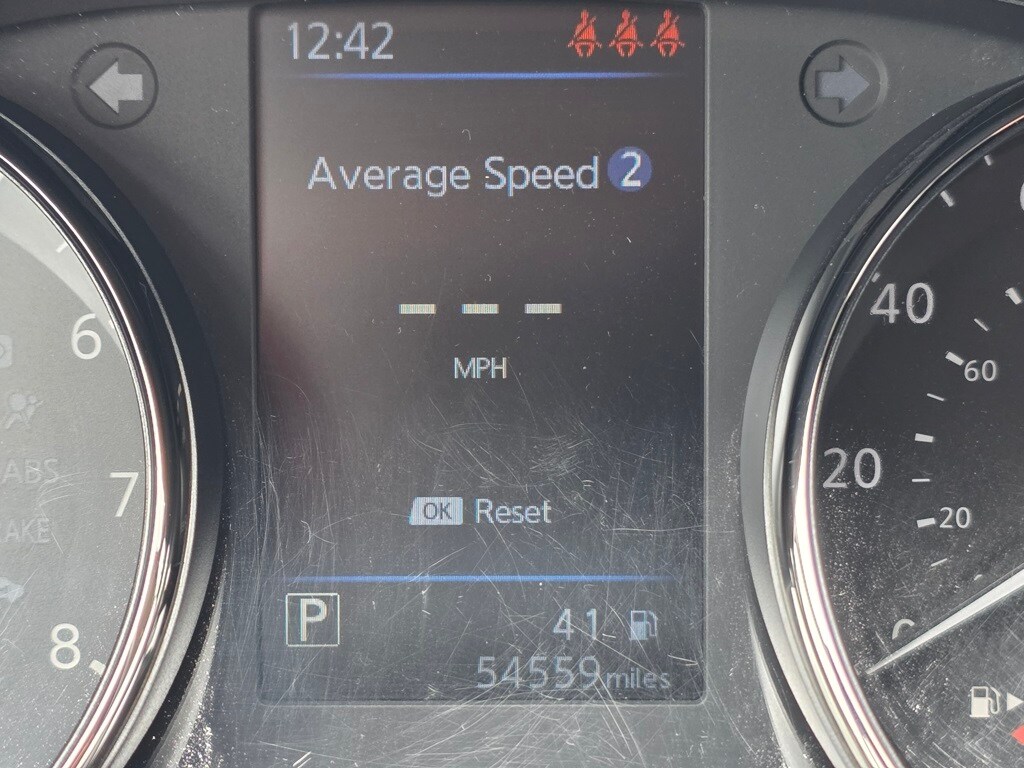 12:42
Average Speed 2
– – –
MPH
OK Reset
P
41
54559 miles
6
7
8
ABS
40
60
20
20
0